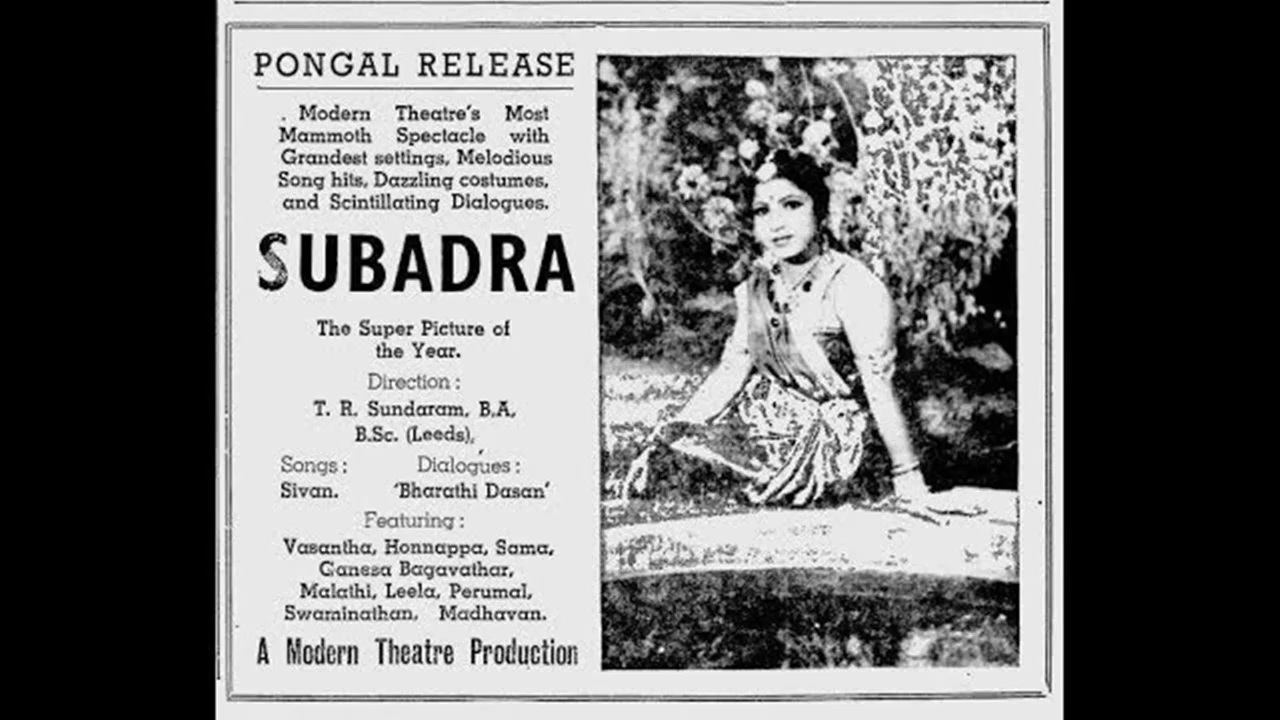 PONGAL RELEASE
. Modern Theatre's Most
Mammoth Spectacle with
Grandest settings, Melodious
Song hits, Dazzling costumes,
and Scintillating Dialogues.
SUBADRA
The Super Picture of
the Year.
Direction :
T. R. Sundaram, B.A,
B.Sc. (Leeds),
Songs : Dialogues :
Sivan. 'Bharathi Dasan'
Featuring :
Vasantha, Honnappa, Sama,
Ganesa Bagavathar,
Malathi, Leela, Perumal,
Swaminathan, Madhavan.
A Modern Theatre Production